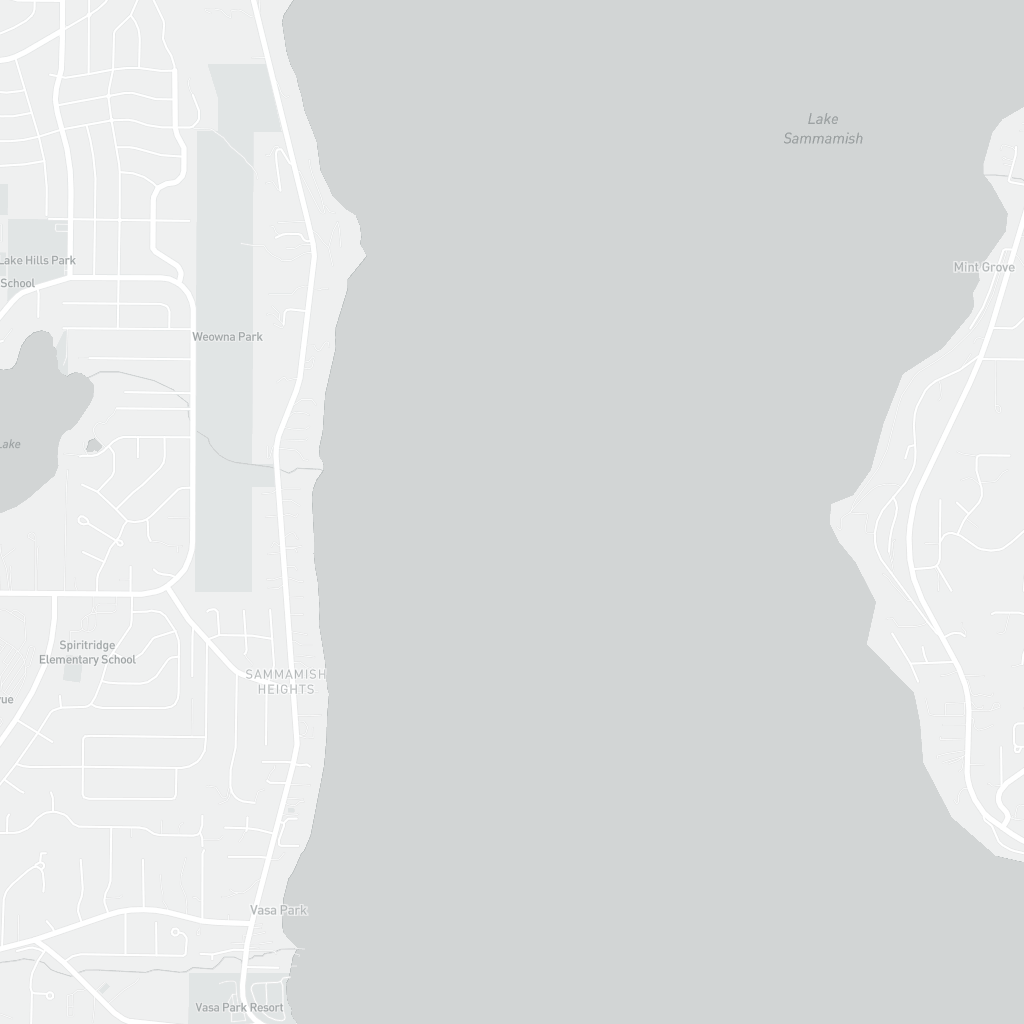 Lake
Sammamish
Mint Grove
Lake Hills Park
School
Weowna Park
Lake
Spiritridge
Elementary School
SAMMAMISH
HEIGHTS
Vasa Park
Vasa Park Resort